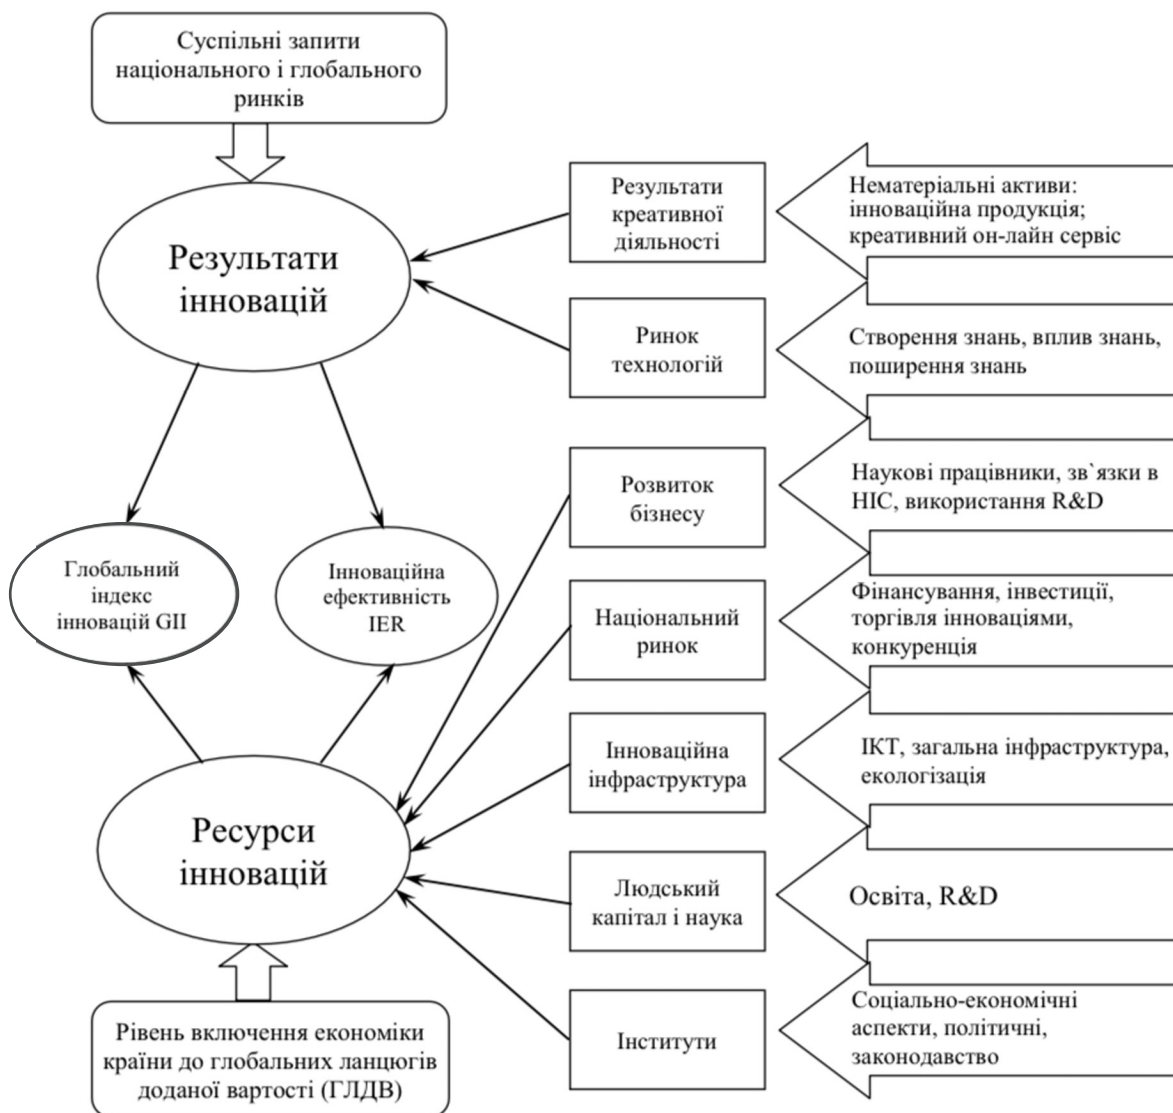 Суспільні запити
національного і глобального
ринків
Результати
інновацій
Глобальний
індекс
інновацій GII
Інноваційна
ефективність
IER
Ресурси
інновацій
Рівень включення економіки
країни до глобальних ланцюгів
доданої вартості (ГЛДВ)
Результати
креативної
діяльності
Нематеріальні активи:
інноваційна продукція;
креативний он-лайн сервіс
Ринок
технологій
Створення знань, вплив знань,
поширення знань
Розвиток
бізнесу
Наукові працівники, зв`язки в
НІС, використання R&D
Національний
ринок
Фінансування, інвестиції,
торгівля інноваціями,
конкуренція
Інноваційна
інфраструктура
ІКТ, загальна інфраструктура,
екологізація
Людський
капітал і наука
Освіта, R&D
Інститути
Соціально-економічні
аспекти, політичні,
законодавство